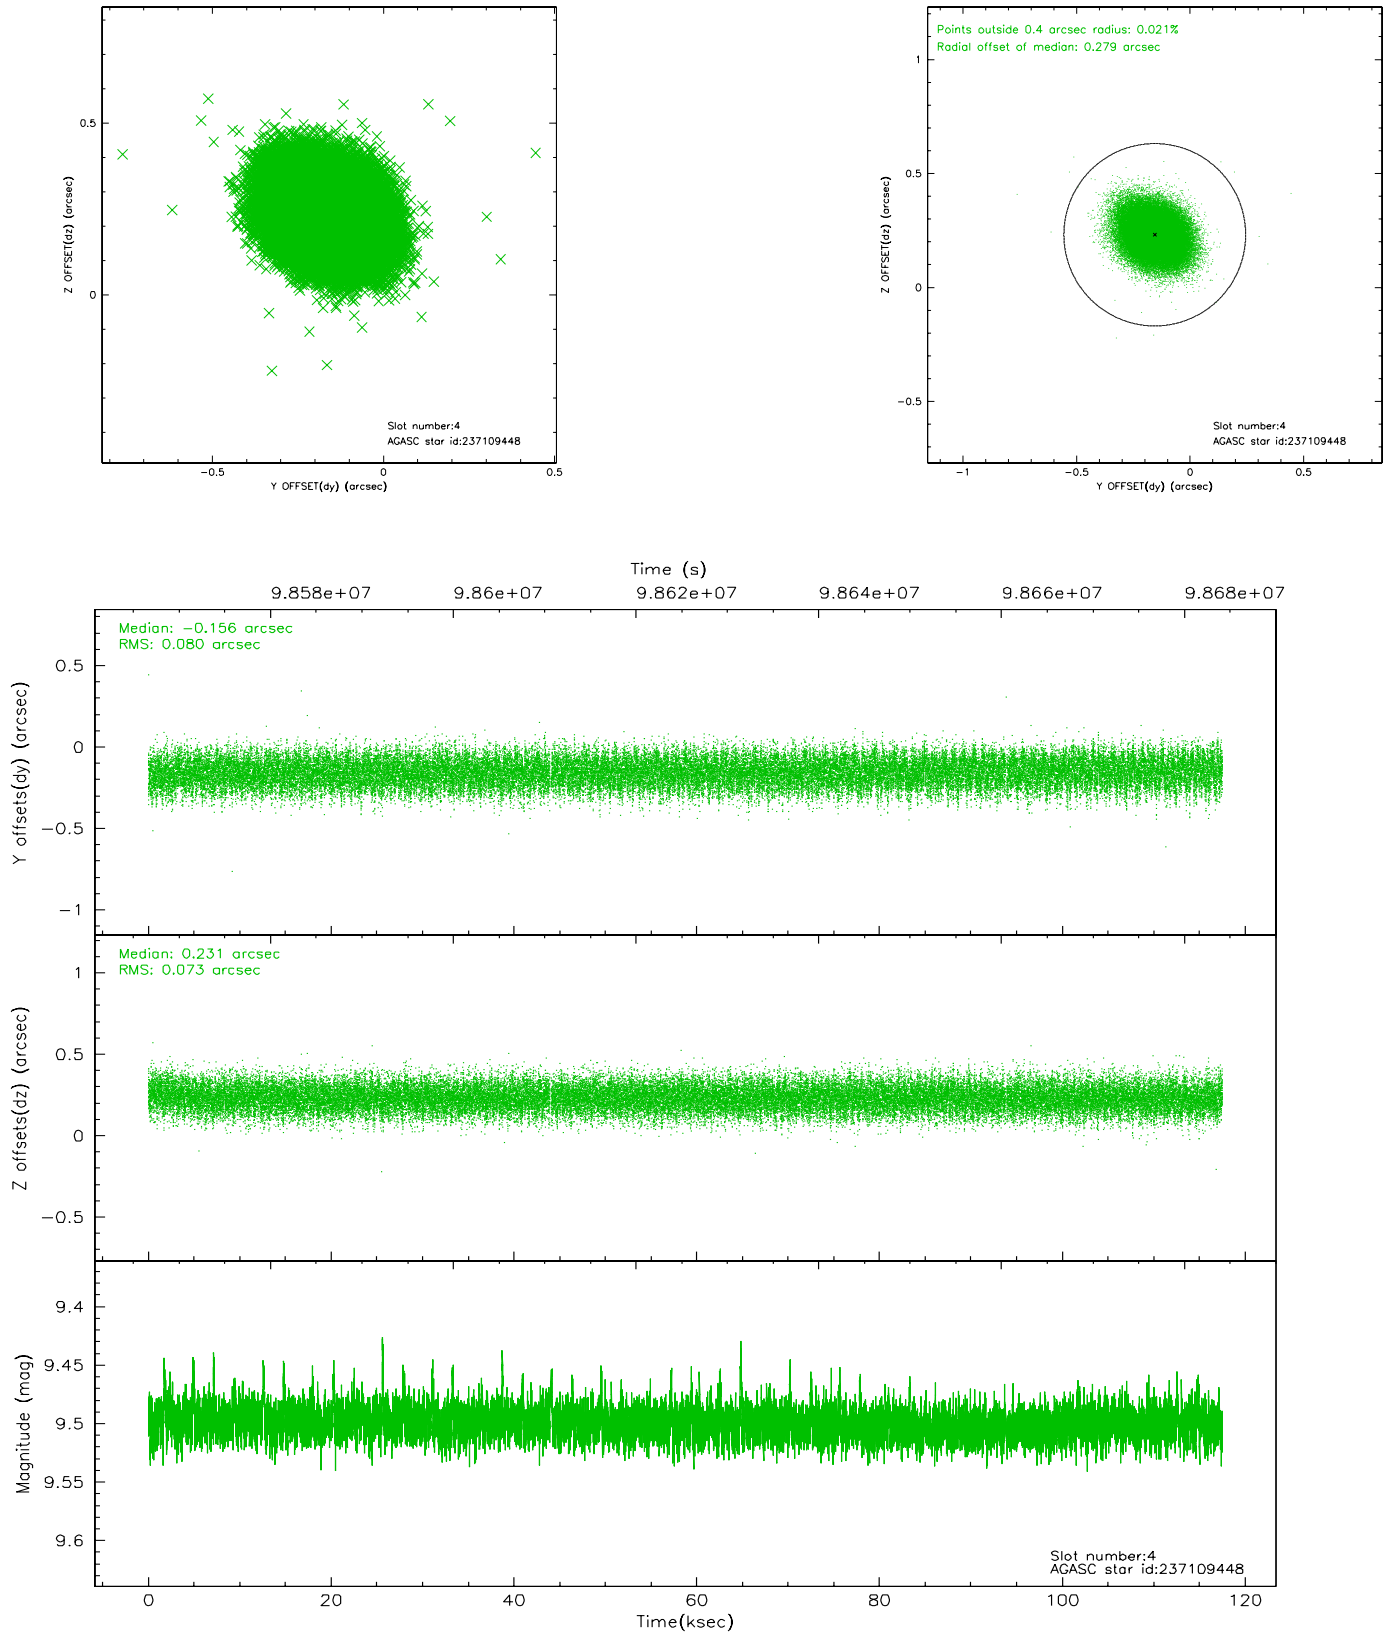 0.5
0
Z OFFSET(dz) (arcsec)
Slot number:4
AGASC star id:237109448
−0.5 0 0.5
Y OFFSET(dy) (arcsec)
Points outside 0.4 arcsec radius: 0.021%
Radial offset of median: 0.279 arcsec
1
0.5
0
−0.5
Z OFFSET(dz) (arcsec)
Slot number:4
AGASC star id:237109448
−1 −0.5 0 0.5
Y OFFSET(dy) (arcsec)
Time (s)
9.858e+07 9.86e+07 9.862e+07 9.864e+07 9.866e+07 9.868e+07
Median: −0.156 arcsec
RMS: 0.080 arcsec
0.5
0
−0.5
−1
Y offsets(dy) (arcsec)
Median: 0.231 arcsec
RMS: 0.073 arcsec
1
0.5
0
−0.5
Z offsets(dz) (arcsec)
9.4
9.45
9.5
9.55
9.6
Magnitude (mag)
Slot number:4
AGASC star id:237109448
0 20 40 60 80 100 120
Time(ksec)